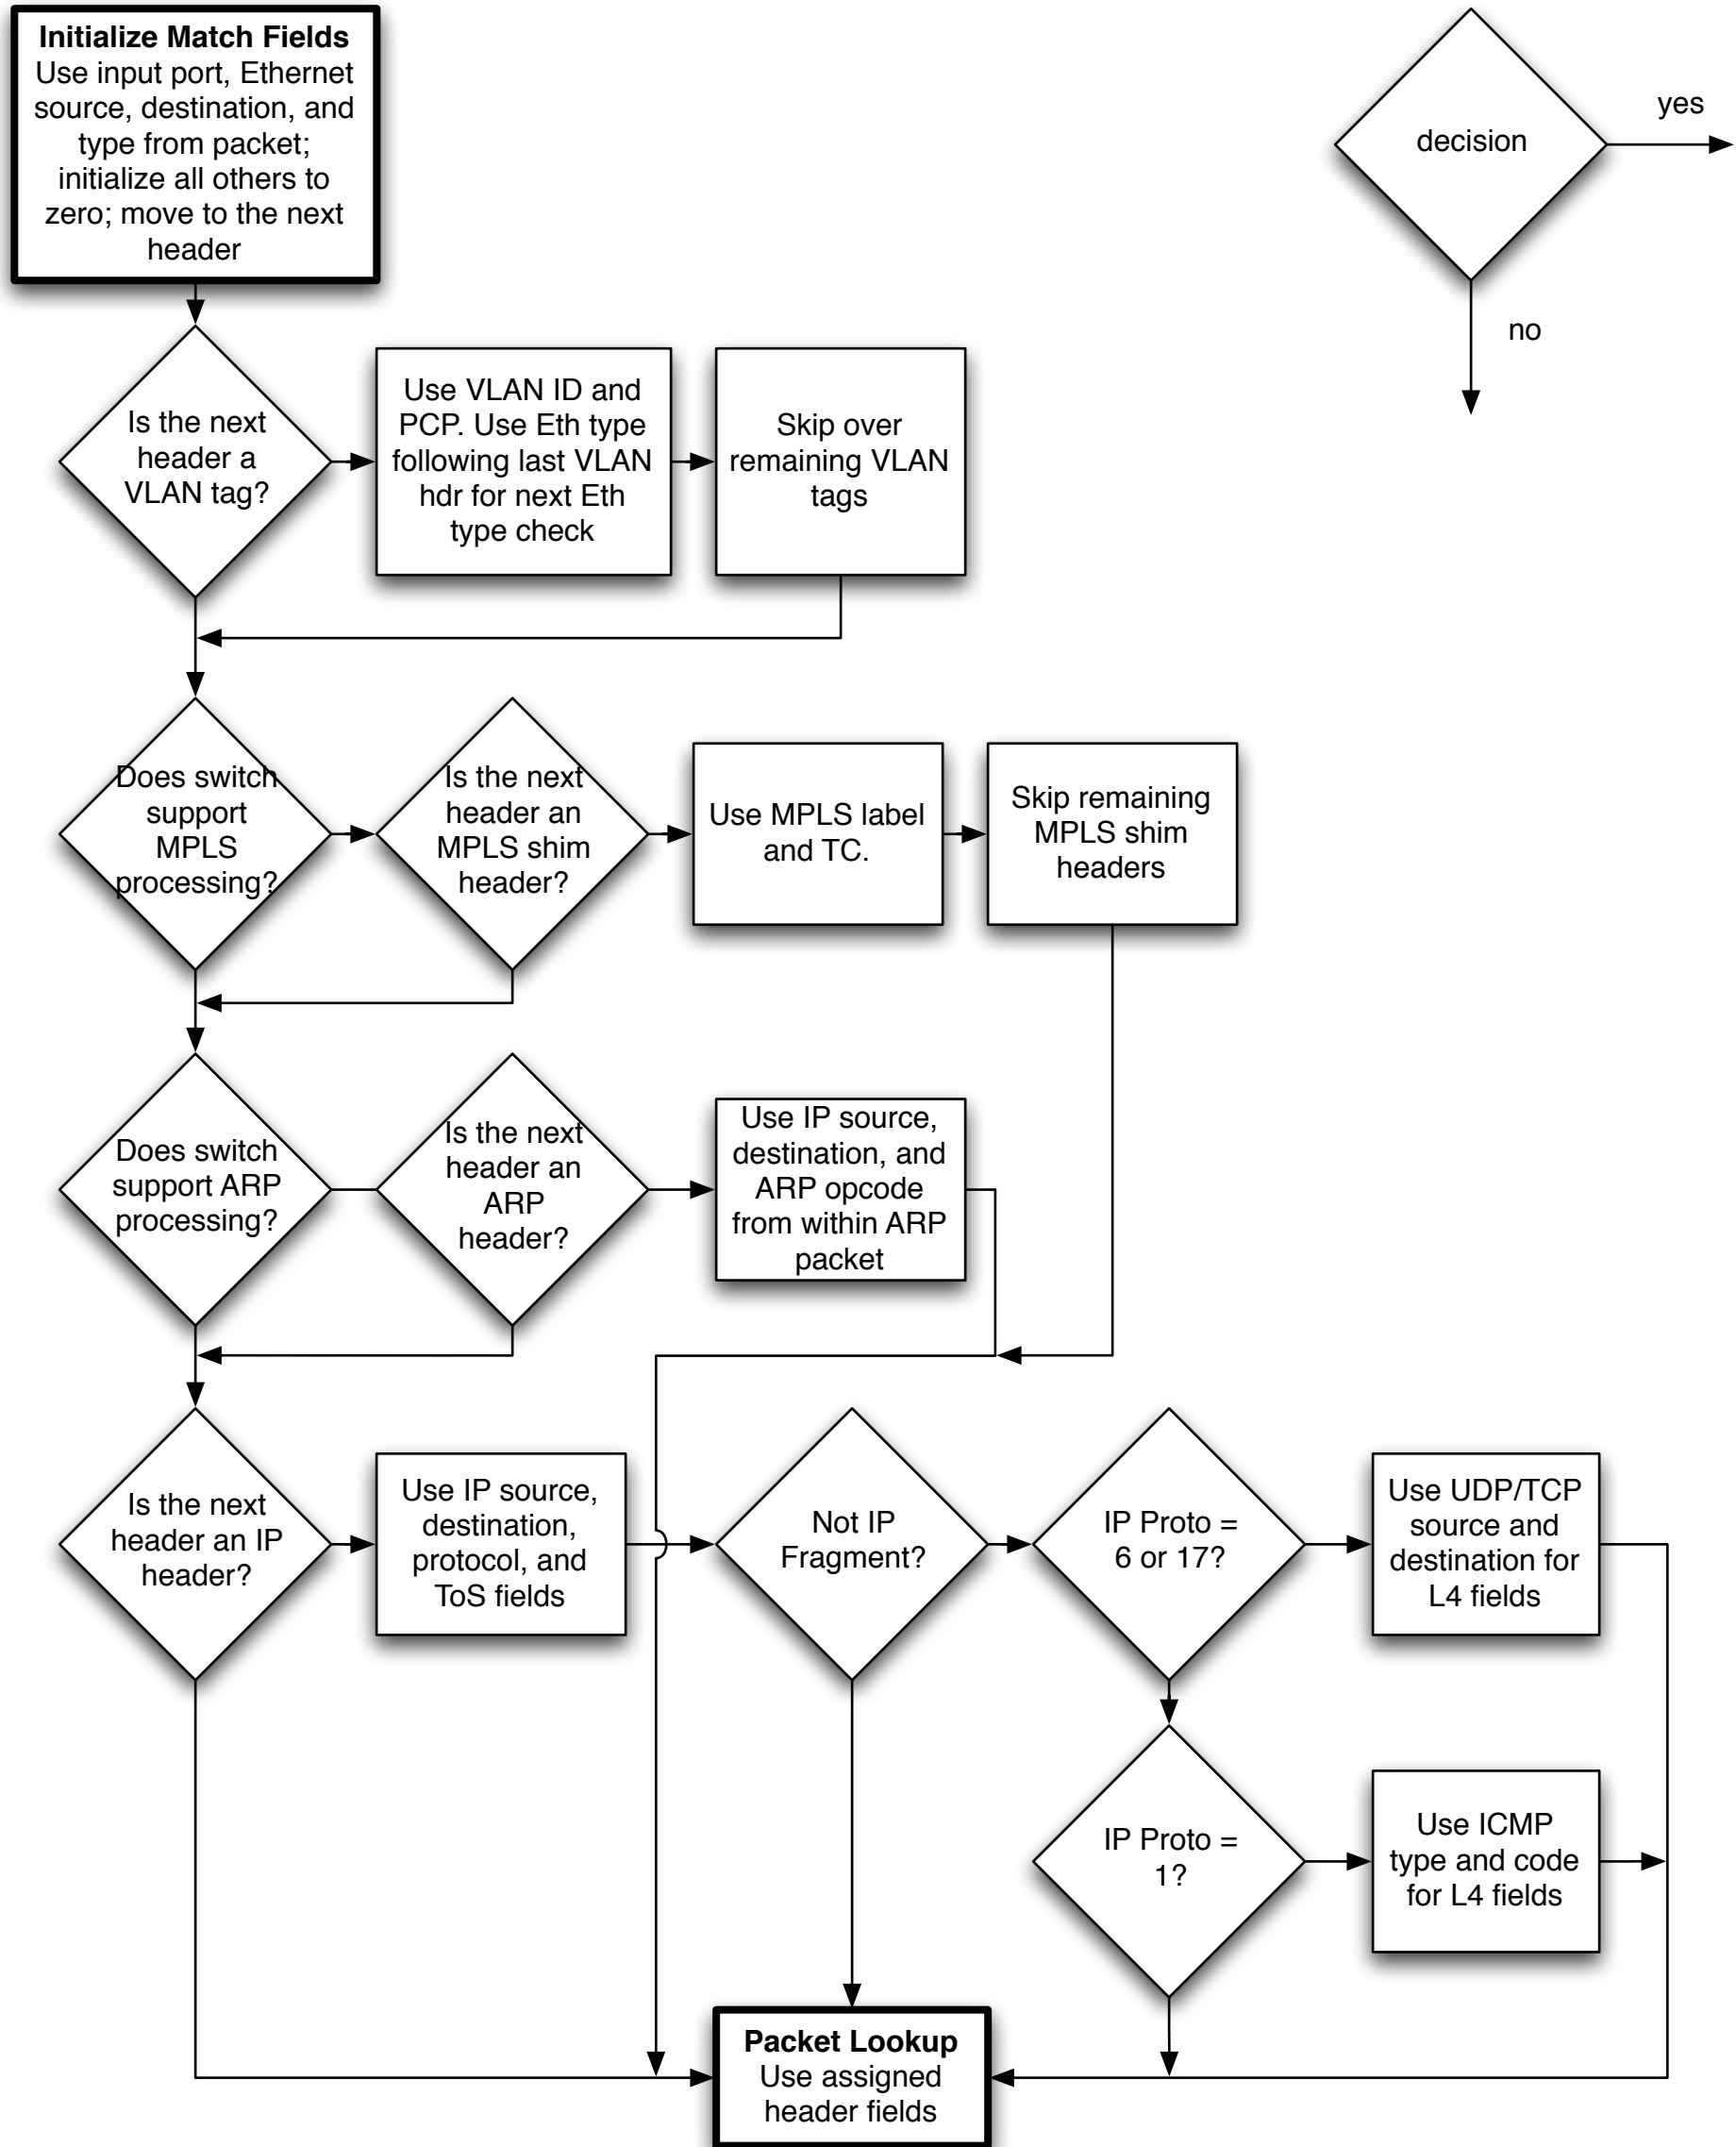 Initialize Match Fields
Use input port, Ethernet
source, destination, and
type from packet;
initialize all others to
zero; move to the next
header
decision
yes
no
Is the next
header a
VLAN tag?
Use VLAN ID and
PCP. Use Eth type
following last VLAN
hdr for next Eth
type check
Skip over
remaining VLAN
tags
Does switch
support
MPLS
processing?
Is the next
header an
MPLS shim
header?
Use MPLS label
and TC.
Skip remaining
MPLS shim
headers
Does switch
support ARP
processing?
Is the next
header an
ARP
header?
Use IP source,
destination, and
ARP opcode
from within ARP
packet
Is the next
header an IP
header?
Use IP source,
destination,
protocol, and
ToS fields
Not IP
Fragment?
IP Proto =
6 or 17?
Use UDP/TCP
source and
destination for
L4 fields
IP Proto =
1?
Use ICMP
type and code
for L4 fields
Packet Lookup
Use assigned
header fields